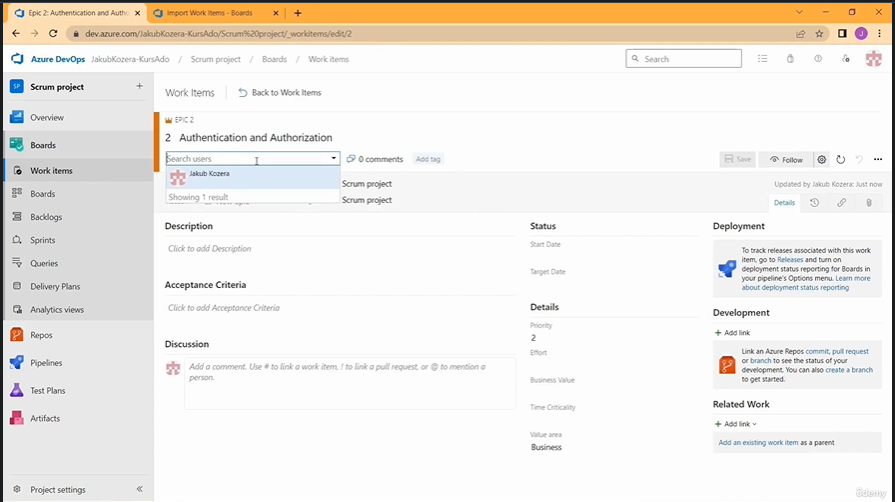 Epic 2: Authentication and Autho
Import Work Items - Boards
dev.azure.com/JakubKozera-KursAdo/Scrum%20project/_workitems/edit/2
J
Azure DevOps JakubKozera-KursAdo / Scrum project / Boards / Work items
Search
SP Scrum project
Overview
Boards
Work items
Boards
Backlogs
Sprints
Queries
Delivery Plans
Analytics views
Repos
Pipelines
Test Plans
Artifacts
Project settings
Work Items
Back to Work Items
EPIC 2
2 Authentication and Authorization
Search users
0 comments
Add tag
Save
Follow
Jakub Kozera
Showing 1 result
Scrum project
Scrum project
Updated by Jakub Kozera: Just now
Details
Description
Click to add Description
Acceptance Criteria
Click to add Acceptance Criteria
Discussion
Add a comment. Use # to link a work item, ! to link a pull request, or @ to mention a
person.
Status
Start Date
Target Date
Details
Priority
2
Effort
Business Value
Time Criticality
Value area
Business
Deployment
To track releases associated with this work
item, go to Releases and turn on
deployment status reporting for Boards in
your pipeline's Options menu. Learn more
about deployment status reporting
Development
+ Add link
Link an Azure Repos commit, pull request
or branch to see the status of your
development. You can also create a branch
to get started.
Related Work
+ Add link
Add an existing work item as a parent
Udemy